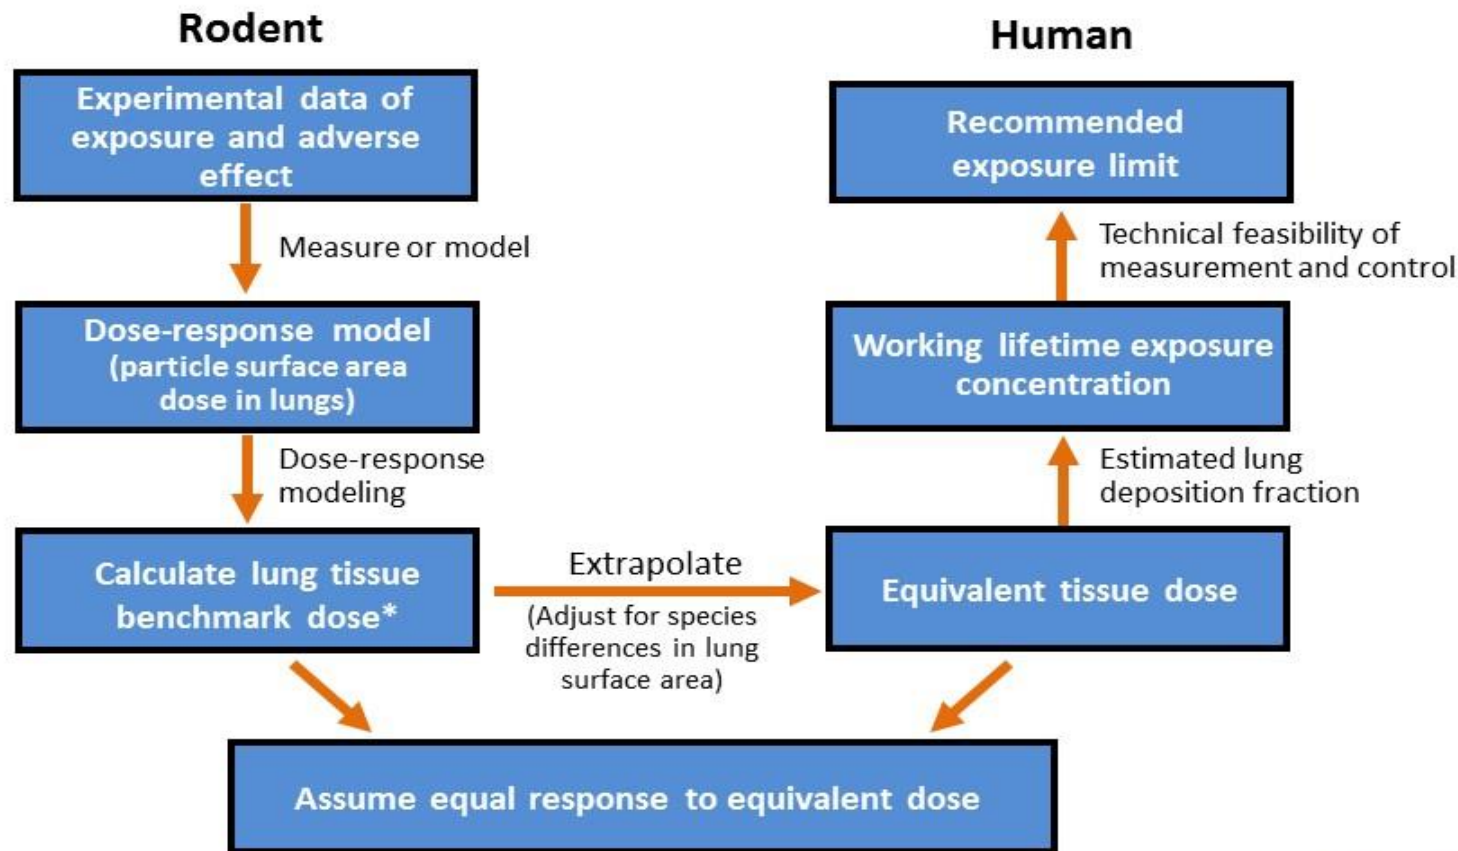 Rodent
Experimental data of
exposure and adverse
effect
Measure or model
Dose-response model
(particle surface area
dose in lungs)
Dose-response
modeling
Calculate lung tissue
benchmark dose*
Extrapolate
(Adjust for species
differences in lung
surface area)
Human
Recommended
exposure limit
Technical feasibility of
measurement and control
Working lifetime exposure
concentration
Estimated lung
deposition fraction
Equivalent tissue dose
Assume equal response to equivalent dose